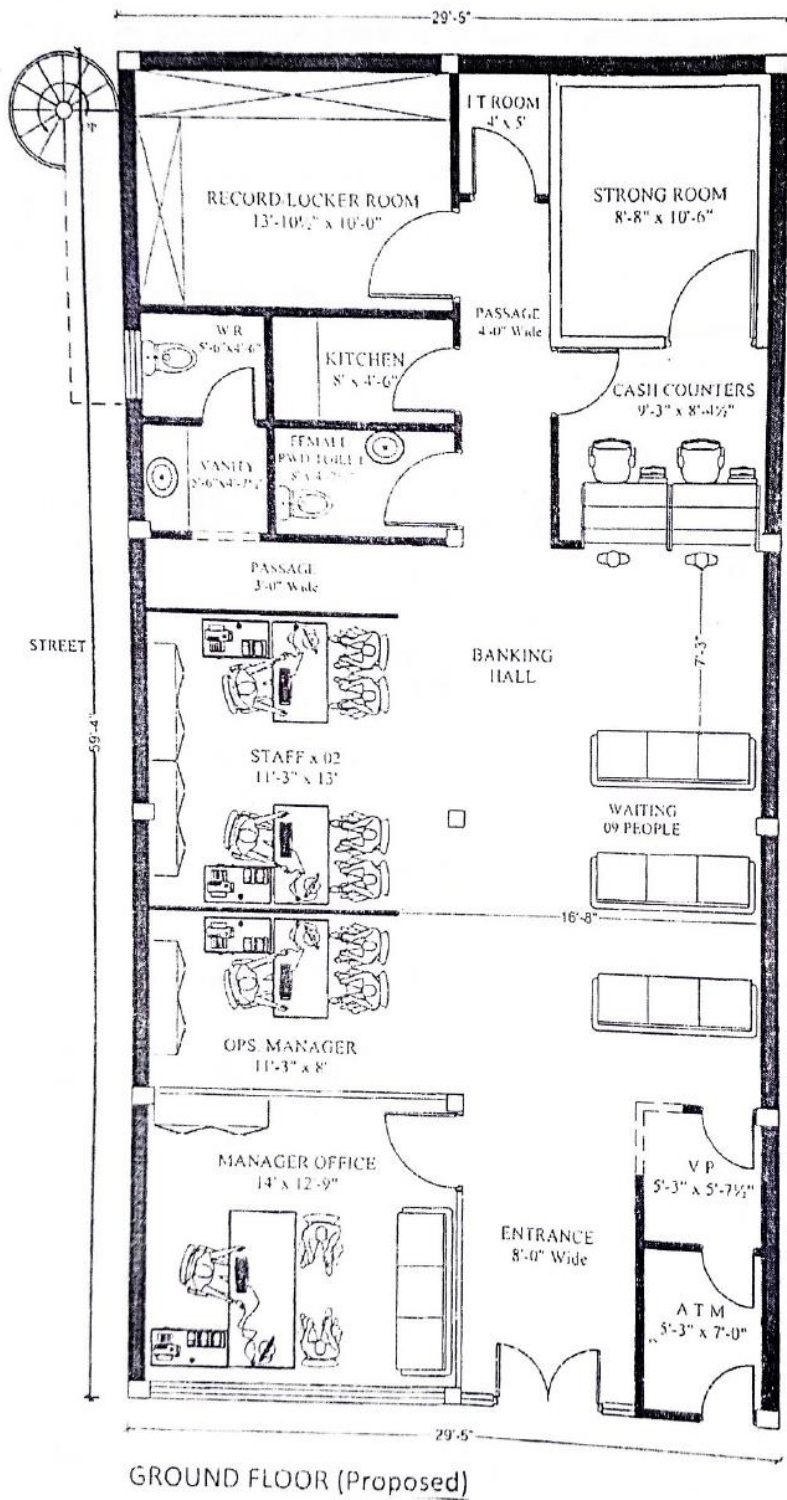 29'-5"
I T ROOM
4' x 5'
RECORD/LOCKER ROOM
13'-10½" x 10'-0"
STRONG ROOM
8'-8" x 10'-6"
PASSAGE
4'-0" Wide
W.R
5'-6"x4'-6"
KITCHEN
8' x 4'-6"
CASH COUNTERS
9'-3" x 8'-4½"
VANITY
FEMALE/
PWD TOILET
PASSAGE
3'-0" Wide
STREET
59'-4"
BANKING
HALL
7'-3"
STAFF x 02
11'-3" x 13'
WAITING
09 PEOPLE
16'-8"
OPS. MANAGER
11'-3" x 8'
MANAGER OFFICE
14' x 12'-9"
V P
5'-3" x 5'-7½"
ENTRANCE
8'-0" Wide
A T M
5'-3" x 7'-0"
29'-5"
GROUND FLOOR (Proposed)